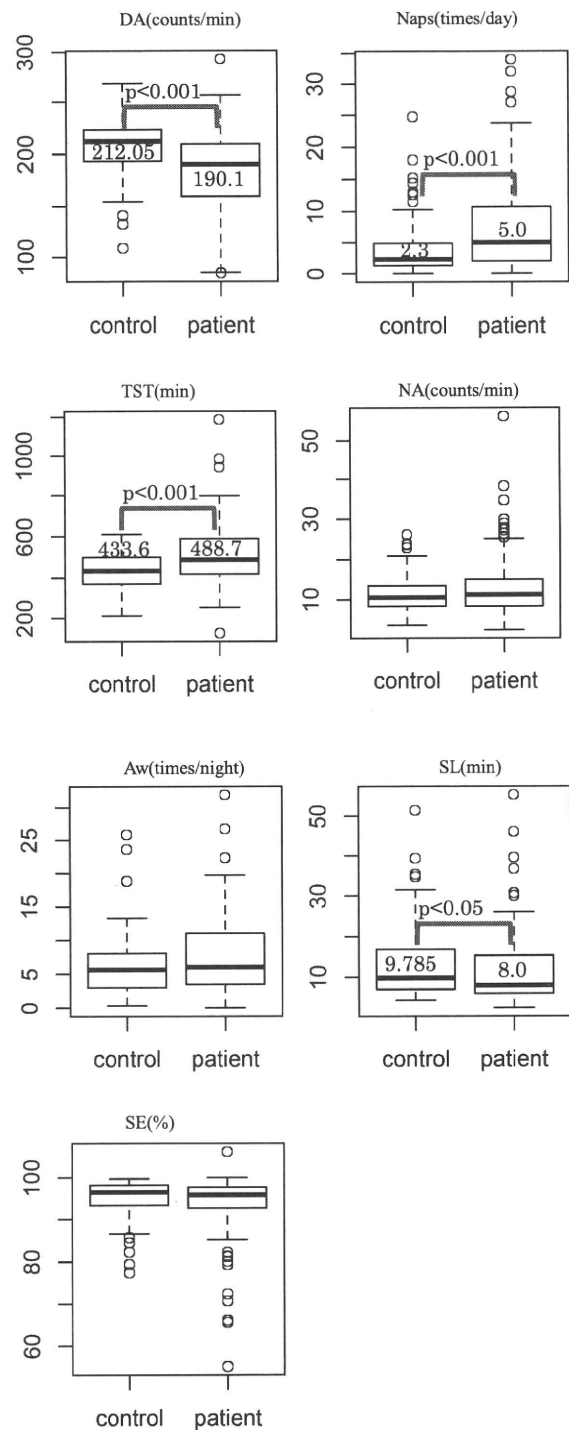 DA(counts/min)
300
200
100
p<0.001
212.05
190.1
control patient
Naps(times/day)
30
20
10
0
p<0.001
2.3
5.0
control patient
TST(min)
1000
600
200
p<0.001
433.6
488.7
control patient
NA(counts/min)
50
30
10
control patient
Aw(times/night)
25
15
5
0
control patient
SL(min)
50
30
10
p<0.05
9.785
8.0
control patient
SE(%)
100
80
60
control patient